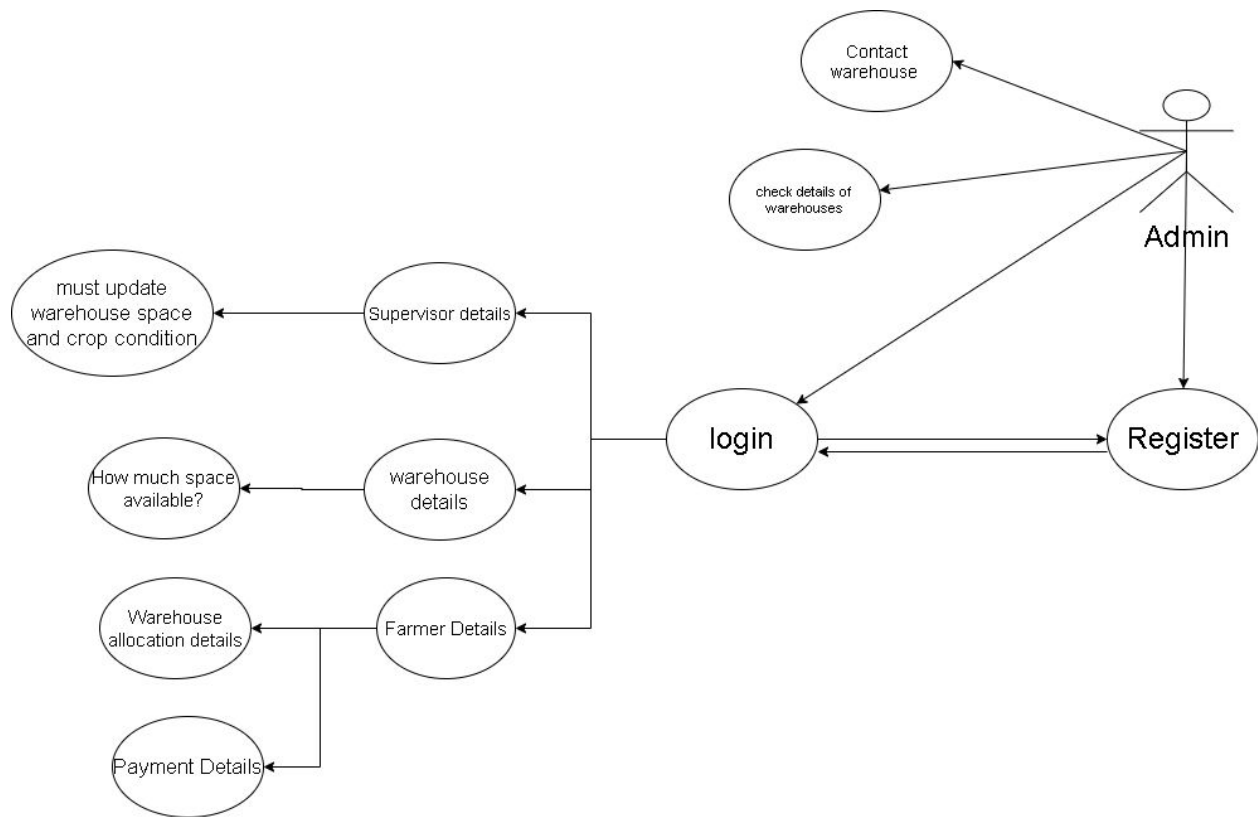 Contact
warehouse
check details of
warehouses
Admin
must update
warehouse space
and crop condition
Supervisor details
login
Register
How much space
available?
warehouse
details
Warehouse
allocation details
Farmer Details
Payment Details